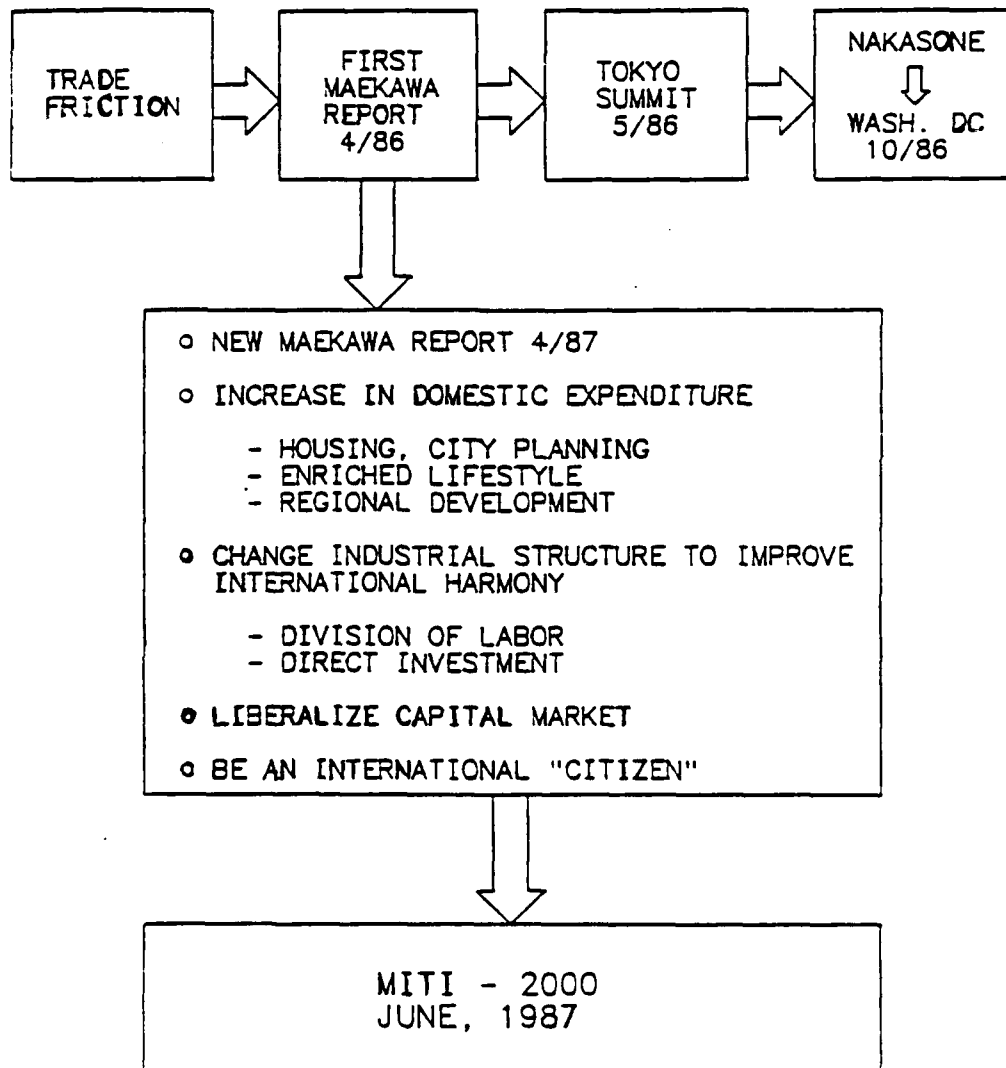 TRADE
FRICTION
FIRST
MAEKAWA
REPORT
4/86
TOKYO
SUMMIT
5/86
NAKASONE
WASH. DC
10/86
o NEW MAEKAWA REPORT 4/87
o INCREASE IN DOMESTIC EXPENDITURE
- HOUSING, CITY PLANNING
- ENRICHED LIFESTYLE
- REGIONAL DEVELOPMENT
o CHANGE INDUSTRIAL STRUCTURE TO IMPROVE
INTERNATIONAL HARMONY
- DIVISION OF LABOR
- DIRECT INVESTMENT
o LIBERALIZE CAPITAL MARKET
o BE AN INTERNATIONAL "CITIZEN"
MITI - 2000
JUNE, 1987